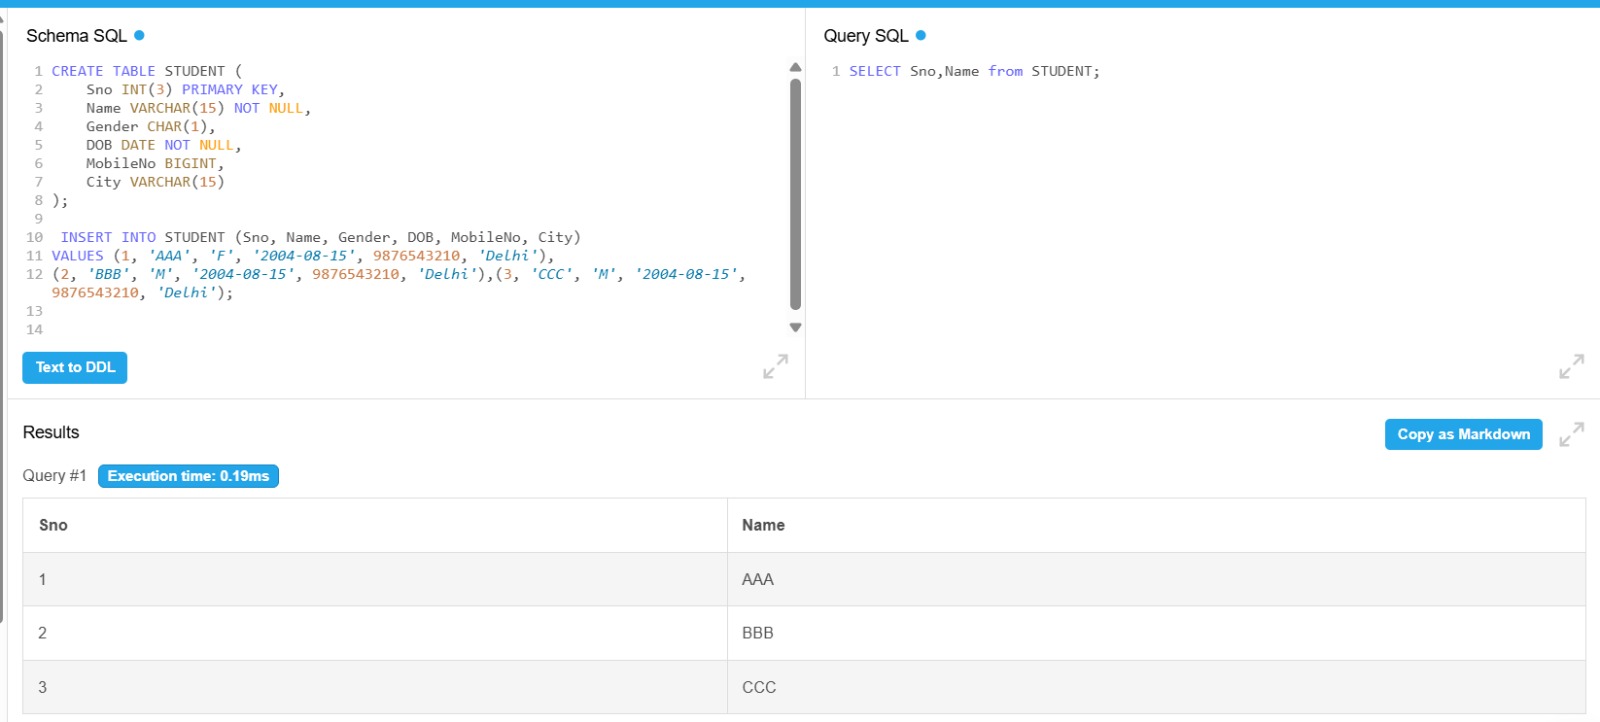 Schema SQL
1 CREATE TABLE STUDENT (
2     Sno INT(3) PRIMARY KEY,
3     Name VARCHAR(15) NOT NULL,
4     Gender CHAR(1),
5     DOB DATE NOT NULL,
6     MobileNo BIGINT,
7     City VARCHAR(15)
8 );
9
10  INSERT INTO STUDENT (Sno, Name, Gender, DOB, MobileNo, City)
11 VALUES (1, 'AAA', 'F', '2004-08-15', 9876543210, 'Delhi'),
12 (2, 'BBB', 'M', '2004-08-15', 9876543210, 'Delhi'),(3, 'CCC', 'M', '2004-08-15',
9876543210, 'Delhi');
13
14
Text to DDL
Query SQL
1 SELECT Sno,Name from STUDENT;
Results
Copy as Markdown
Query #1 Execution time: 0.19ms
Sno Name
1 AAA
2 BBB
3 CCC